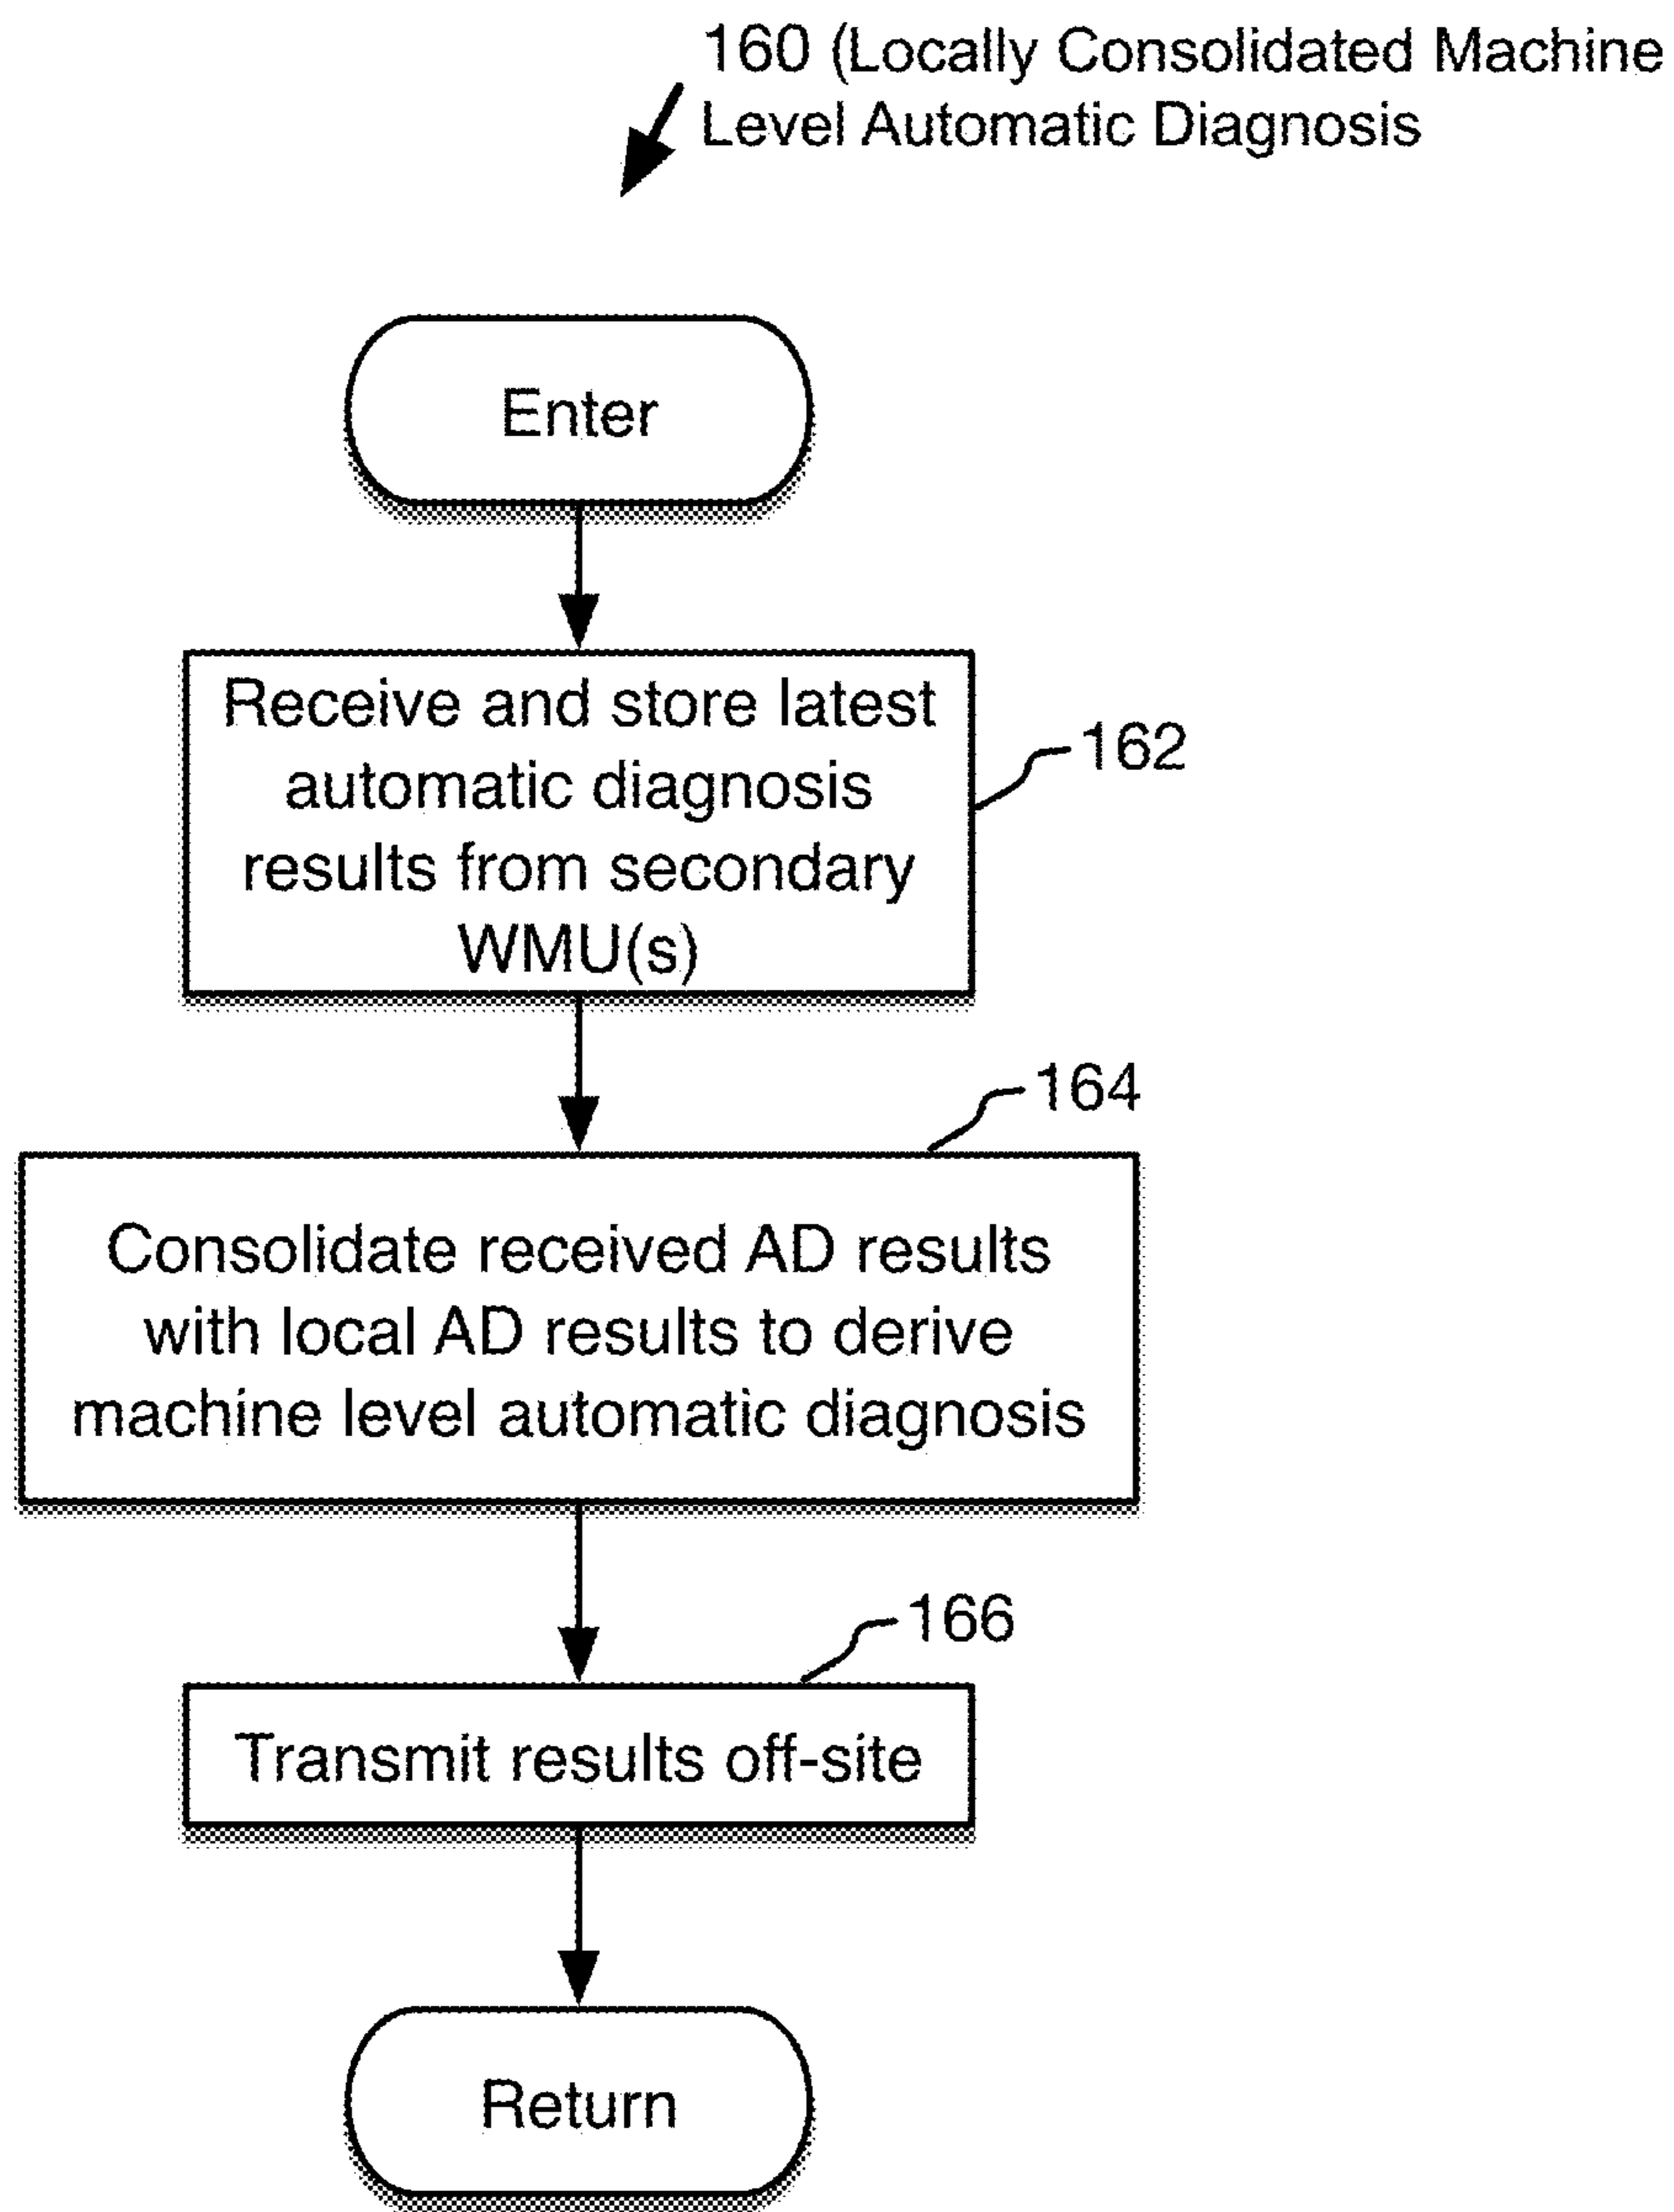 160 (Locally Consolidated Machine
Level Automatic Diagnosis
Enter
Receive and store latest
automatic diagnosis
results from secondary
WMU(s)
162
164
Consolidate received AD results
with local AD results to derive
machine level automatic diagnosis
166
Transmit results off-site
Return